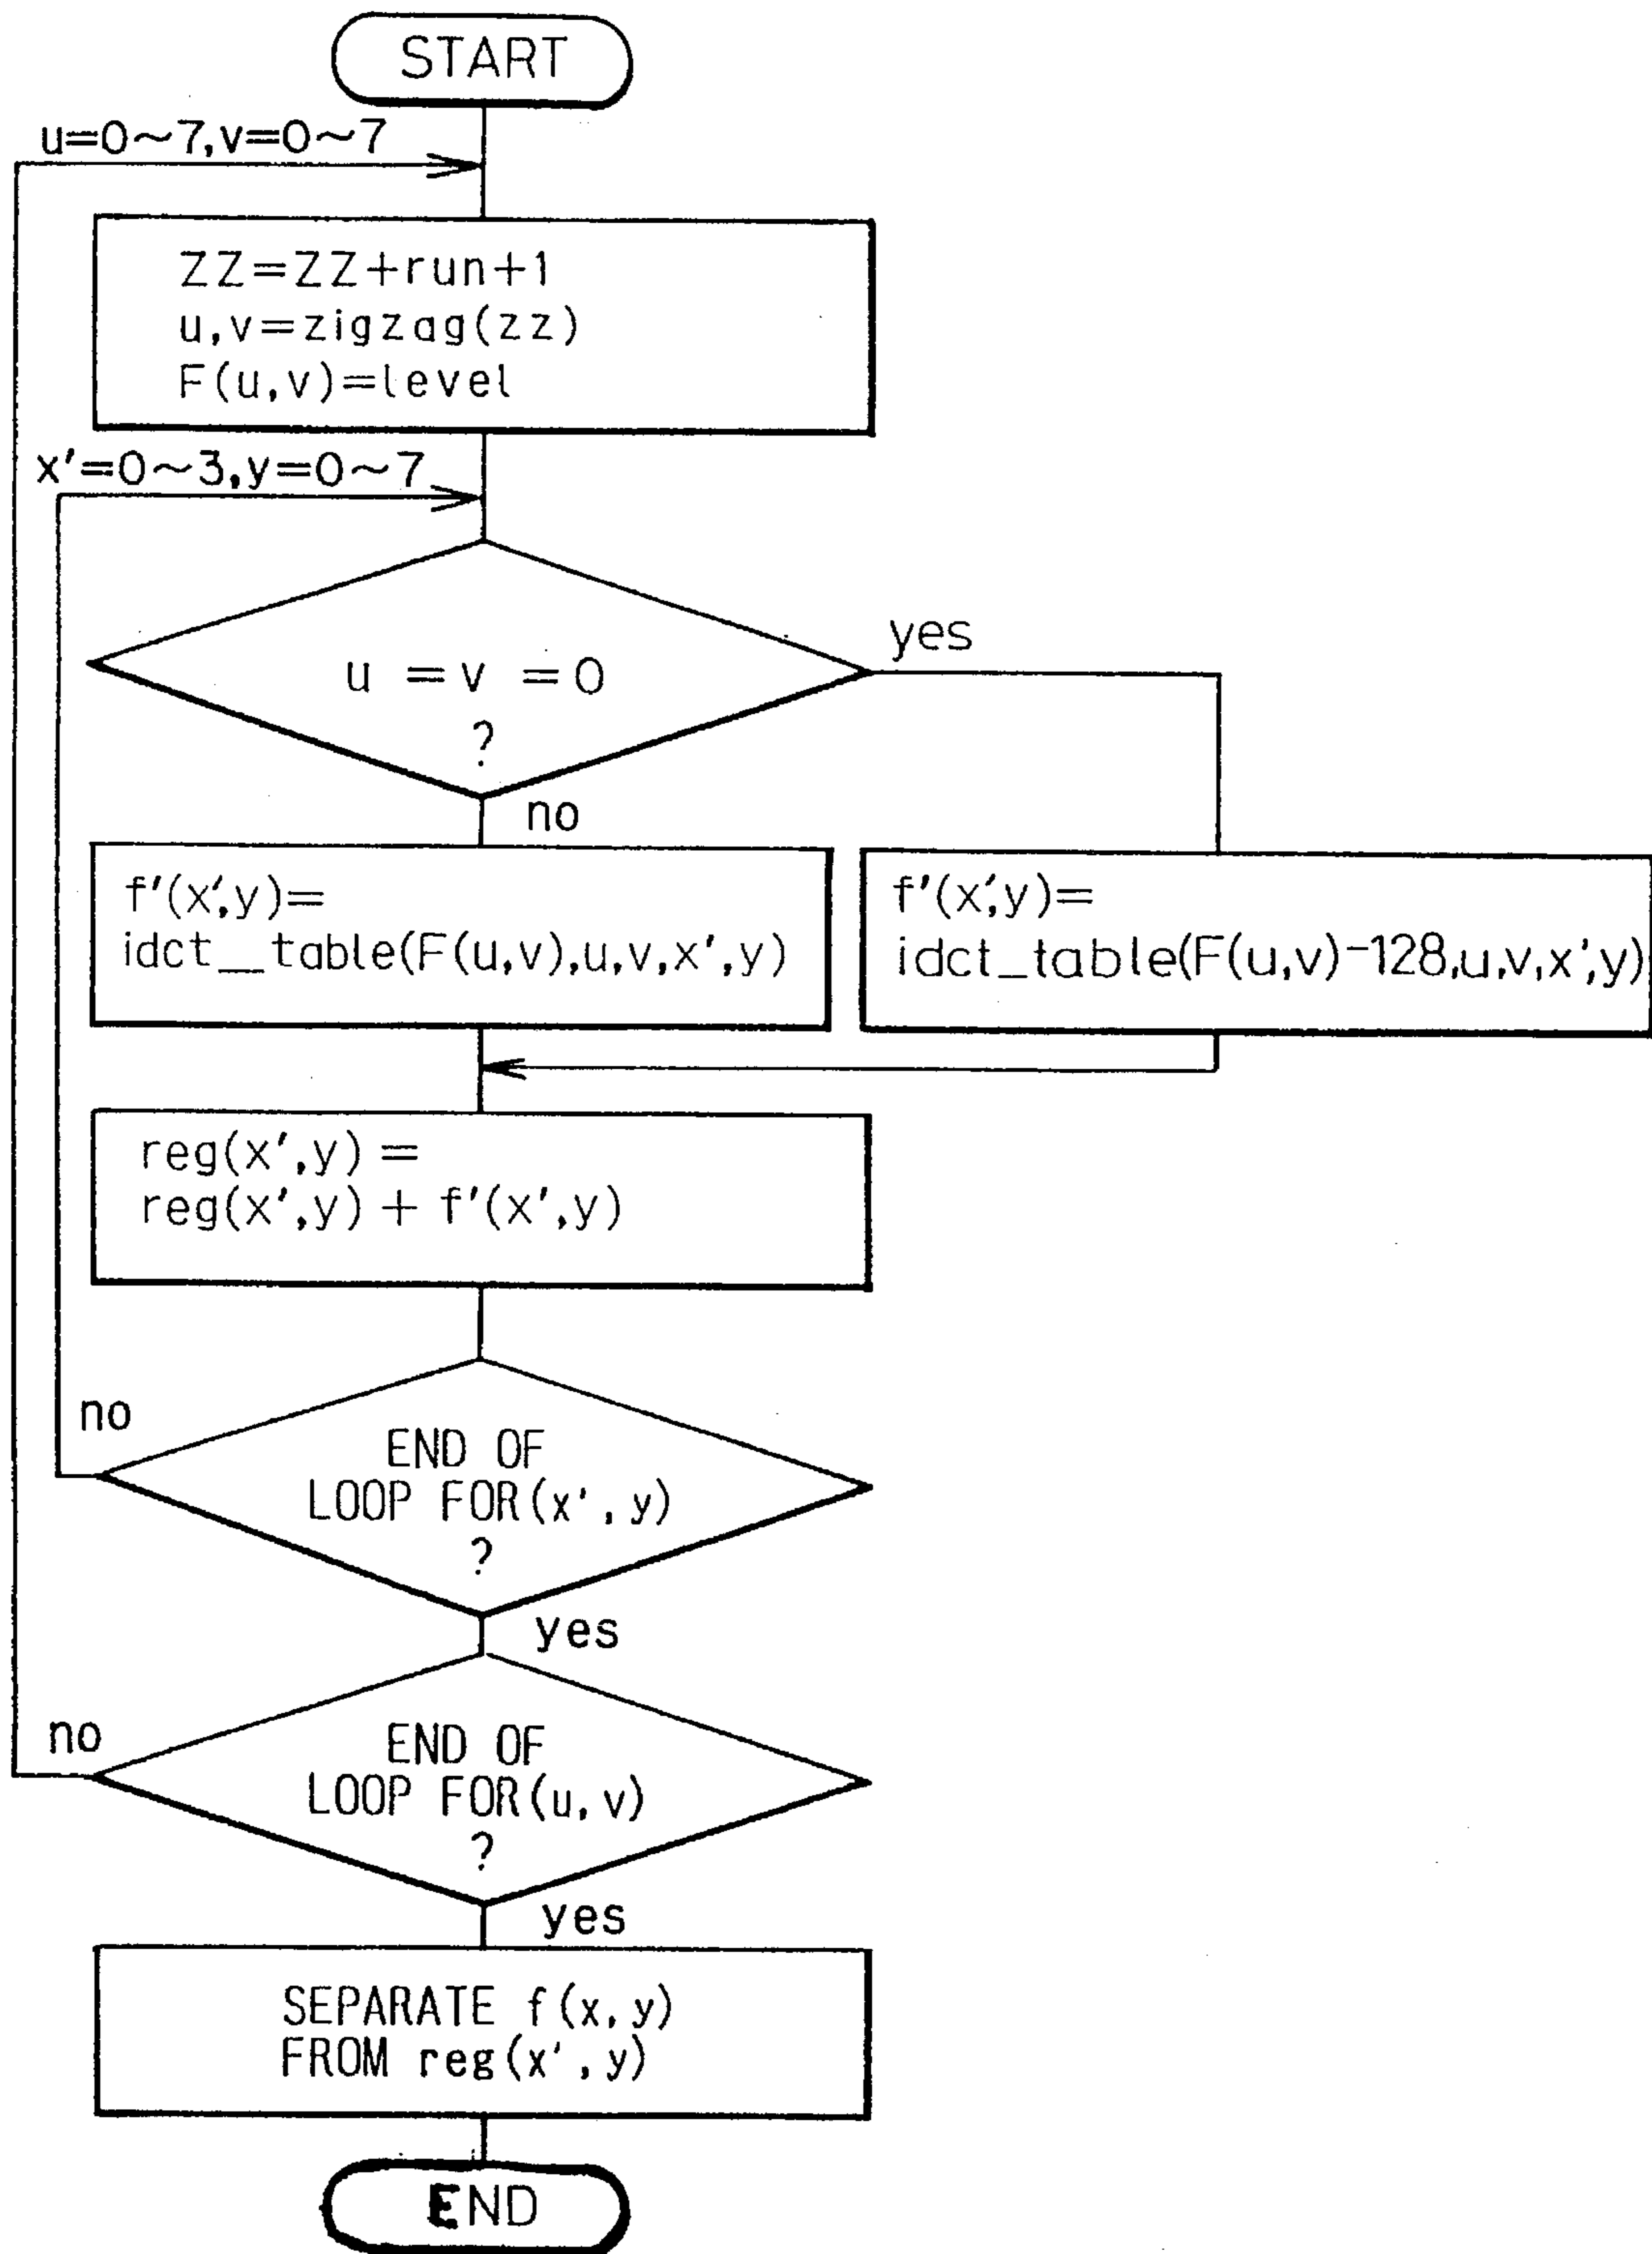 START
u=0~7,v=0~7
ZZ=ZZ+run+1
u,v=zigzag(zz)
F(u,v)=level
x'=0~3,y=0~7
u =v =0
?
yes
no
f'(x',y)=
idct__table(F(u,v),u,v,x',y)
f'(x',y)=
idct_table(F(u,v)-128,u,v,x',y)
reg(x',y)=
reg(x',y) + f'(x',y)
no
END OF
LOOP FOR(x', y)
?
yes
no
END OF
LOOP FOR(u, v)
?
yes
SEPARATE f(x, y)
FROM reg(x', y)
END